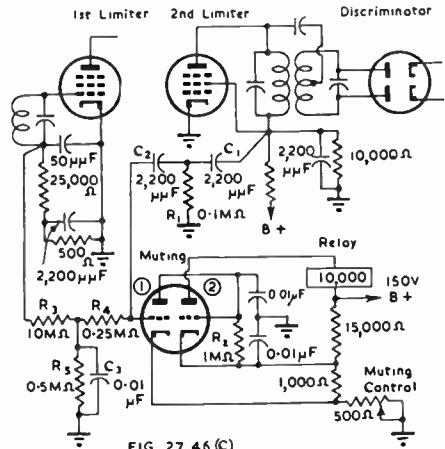 1st Limiter 2nd Limiter Discriminator
50μμF
25,000
Ω
C2 C1
2,200
μμF
2,200
μμF
2,200
μμF
10,000Ω
R1 0·1MΩ
B+
500
Ω
2,200μμF
Muting
Relay
① ②
10,000
150V
B+
0·01μF
R3 R4
10MΩ 0·25MΩ
R2
1MΩ
0·01μF
15,000
Ω
R5
0·5MΩ
C3
0·01
μF
1,000
Ω
Muting
Control
500Ω
FIG. 27.46 (C)